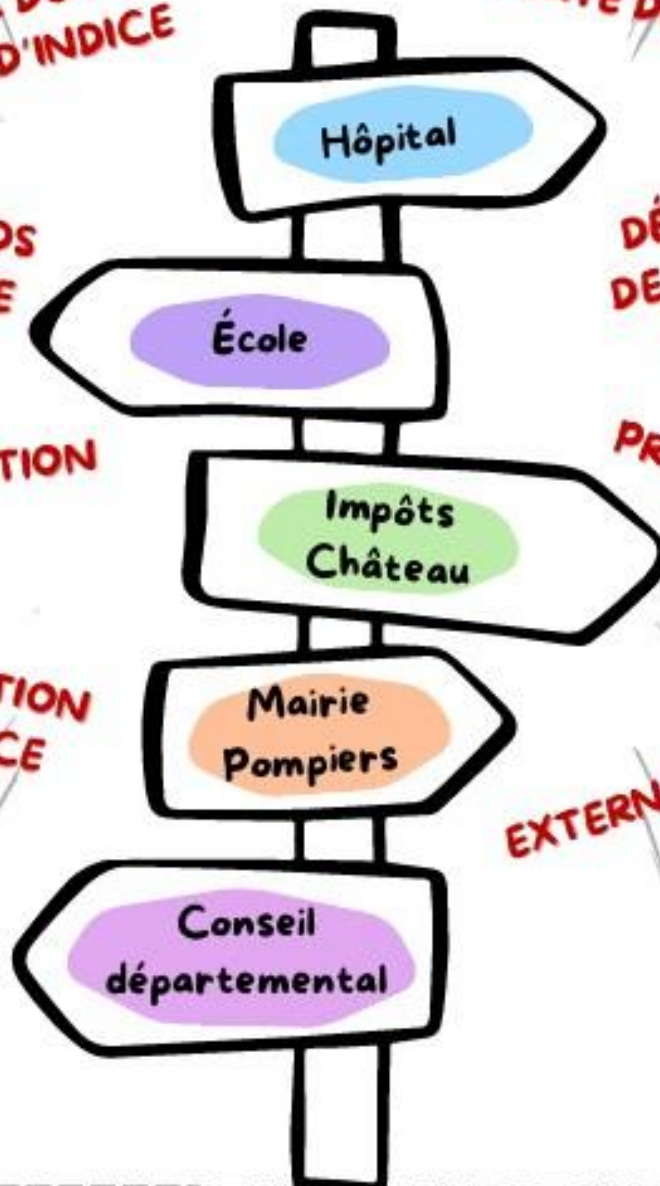 D'INDICE
Hôpital
École
Impôts
Château
TION
Mairie
Pompiers
TION
CE
EXTERN
Conseil
départemental